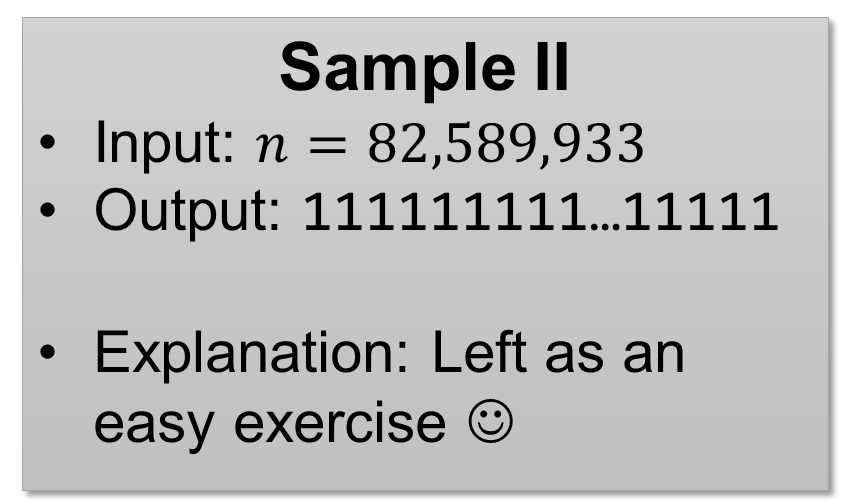 Sample II
• Input: n = 82,589,933
• Output: 111111111…11111
• Explanation: Left as an
easy exercise ☺